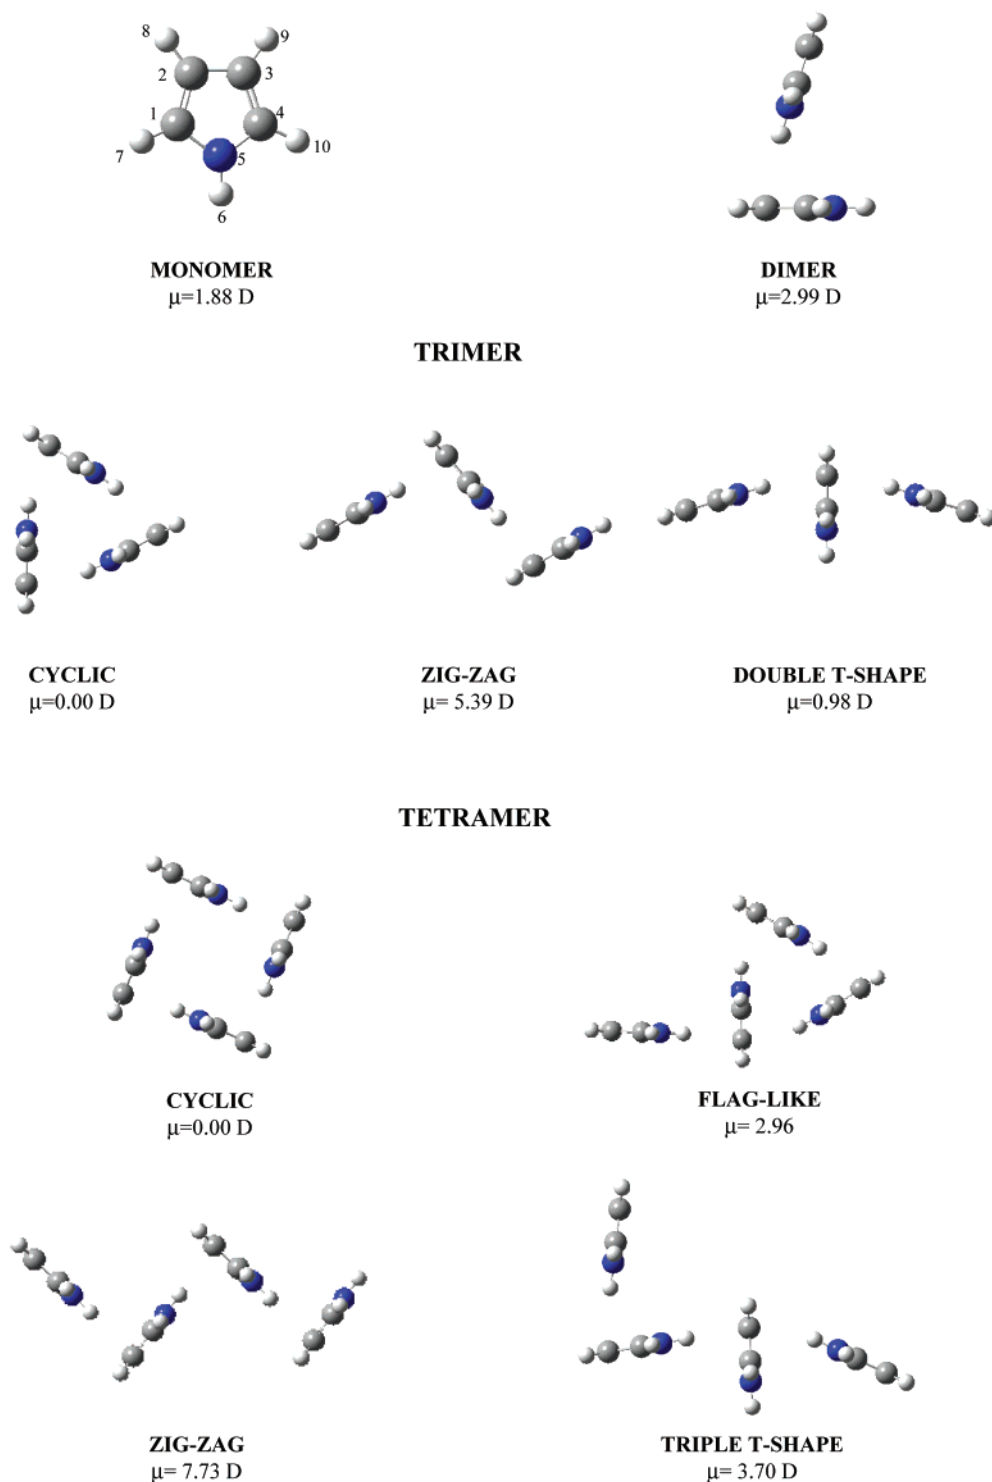 8
9
2
3
1
4
5
7
10
6
MONOMER
μ=1.88 D
DIMER
μ=2.99 D
TRIMER
CYCLIC
μ=0.00 D
ZIG-ZAG
μ= 5.39 D
DOUBLE T-SHAPE
μ=0.98 D
TETRAMER
CYCLIC
μ=0.00 D
FLAG-LIKE
μ= 2.96
ZIG-ZAG
μ= 7.73 D
TRIPLE T-SHAPE
μ= 3.70 D